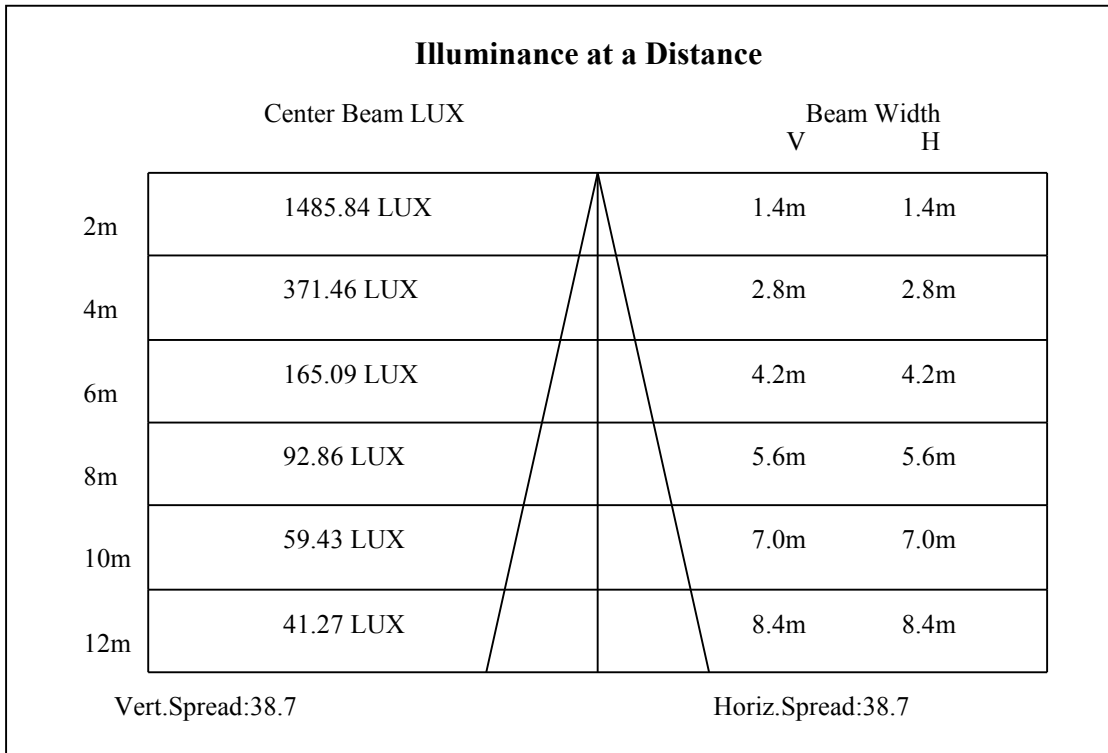 Illuminance at a Distance
Center Beam LUX Beam Width
V H
2m 1485.84 LUX 1.4m 1.4m
4m 371.46 LUX 2.8m 2.8m
6m 165.09 LUX 4.2m 4.2m
8m 92.86 LUX 5.6m 5.6m
10m 59.43 LUX 7.0m 7.0m
12m 41.27 LUX 8.4m 8.4m
Vert.Spread:38.7 Horiz.Spread:38.7